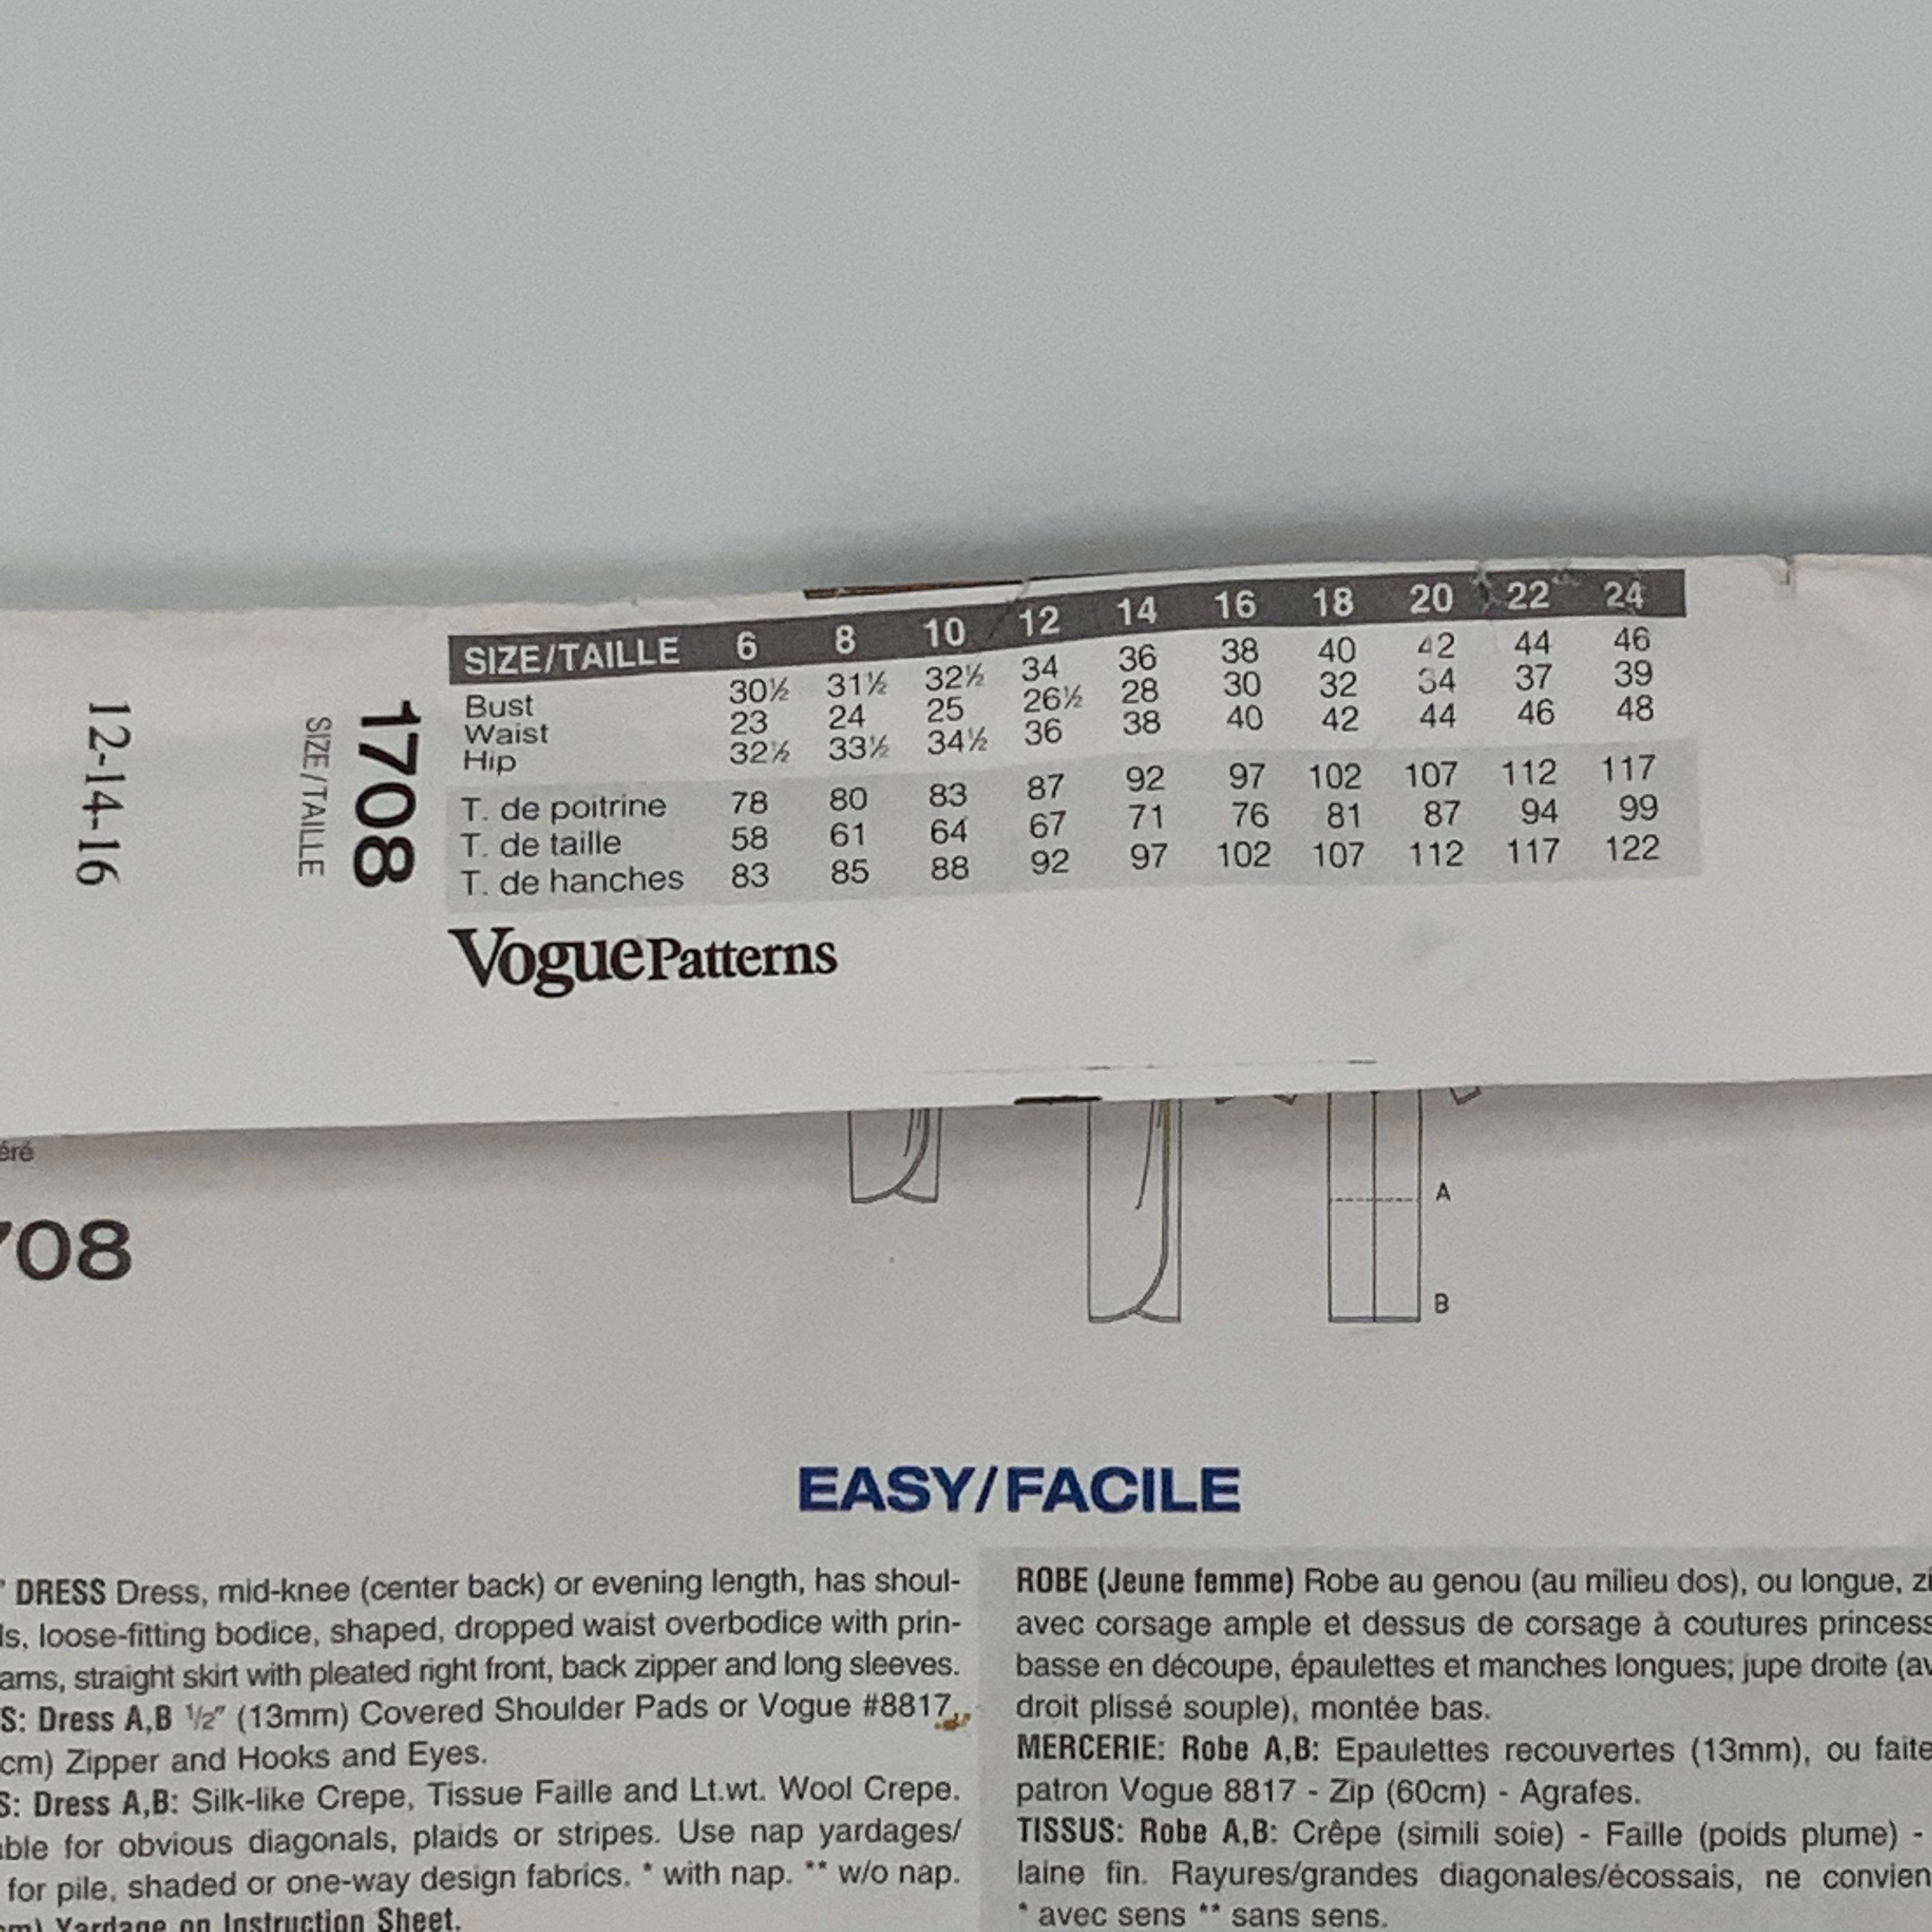 SIZE/TAILLE 6 8 10 12 14 16 18 20 22 24
Bust 30½ 31½ 32½ 34 36 38 40 42 44 46
Waist 23 24 25 26½ 28 30 32 34 37 39
Hip 32½ 33½ 34½ 36 38 40 42 44 46 48
T. de poitrine 78 80 83 87 92 97 102 107 112 117
T. de taille 58 61 64 67 71 76 81 87 94 99
T. de hanches 83 85 88 92 97 102 107 112 117 122
1708
SIZE/TAILLE
12-14-16
Vogue Patterns
éré
708
A
B
EASY/FACILE
" DRESS Dress, mid-knee (center back) or evening length, has shoul-
ls, loose-fitting bodice, shaped, dropped waist overbodice with prin-
ams, straight skirt with pleated right front, back zipper and long sleeves.
S: Dress A,B ½" (13mm) Covered Shoulder Pads or Vogue #8817,
cm) Zipper and Hooks and Eyes.
S: Dress A,B: Silk-like Crepe, Tissue Faille and Lt.wt. Wool Crepe.
able for obvious diagonals, plaids or stripes. Use nap yardages/
for pile, shaded or one-way design fabrics. * with nap. ** w/o nap.
cm) Yardage on Instruction Sheet.
ROBE (Jeune femme) Robe au genou (au milieu dos), ou longue, zi
avec corsage ample et dessus de corsage à coutures princess
basse en découpe, épaulettes et manches longues; jupe droite (av
droit plissé souple), montée bas.
MERCERIE: Robe A,B: Epaulettes recouvertes (13mm), ou faite
patron Vogue 8817 - Zip (60cm) - Agrafes.
TISSUS: Robe A,B: Crêpe (simili soie) - Faille (poids plume) -
laine fin. Rayures/grandes diagonales/écossais, ne convien
* avec sens ** sans sens.